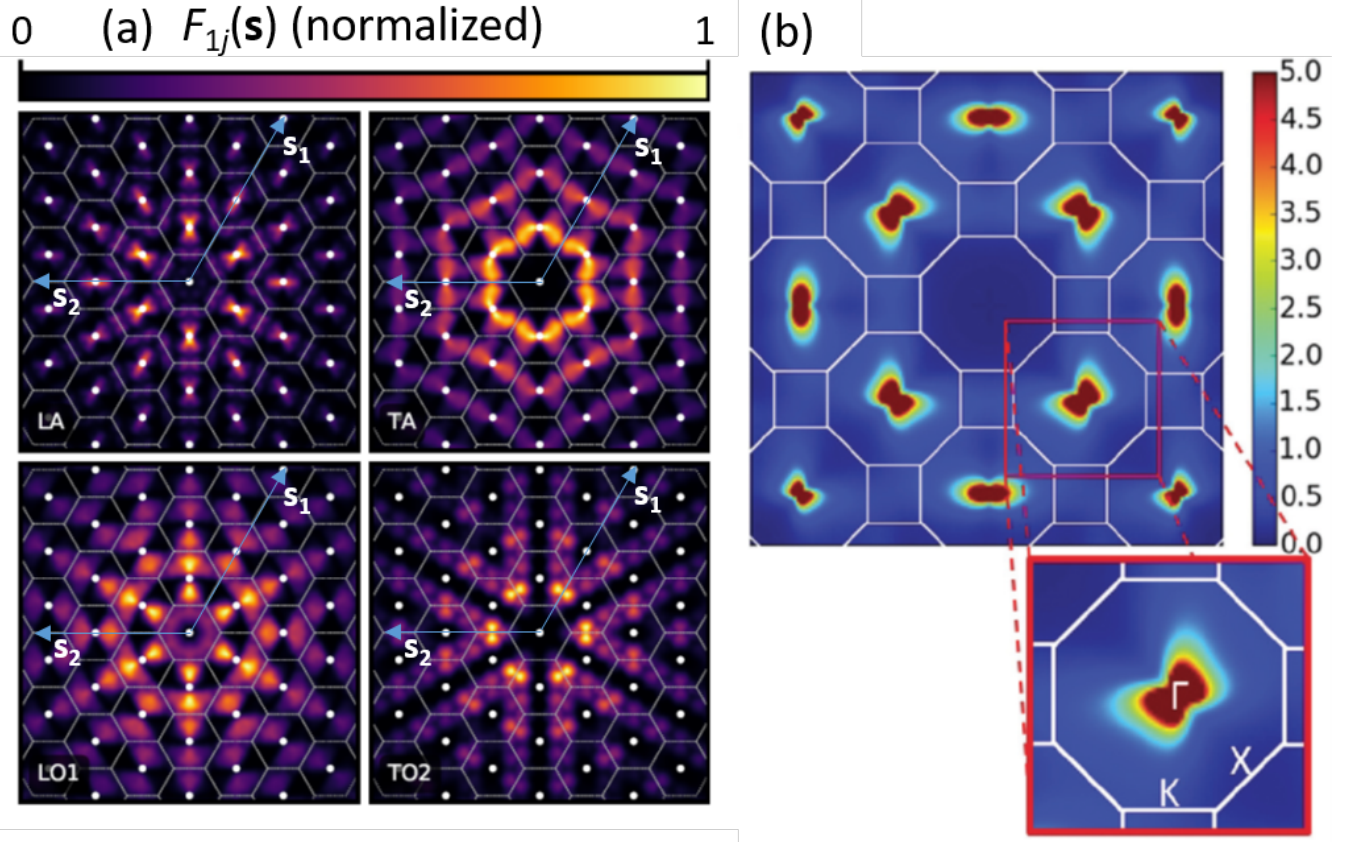 0 (a) F1j(s) (normalized) 1
(b)
s1
s2
LA
s1
s2
TA
s1
s2
LO1
s1
s2
TO2
5.0
4.5
4.0
3.5
3.0
2.5
2.0
1.5
1.0
0.5
0.0
Γ
X
K